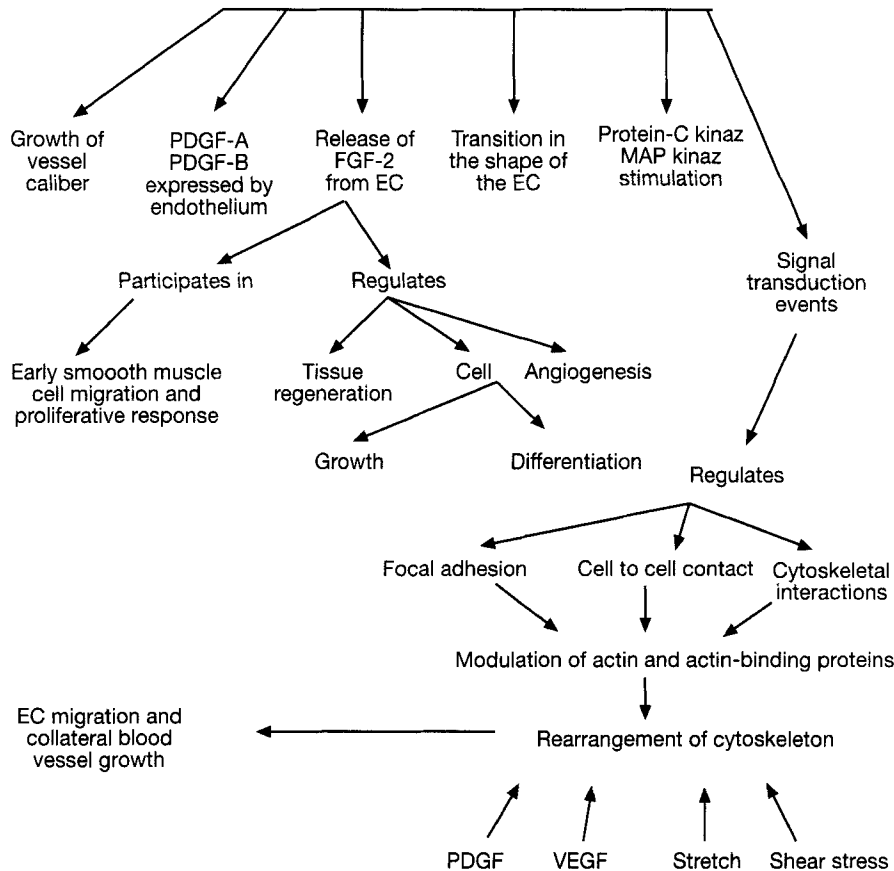 Growth of
vessel
caliber
PDGF-A
PDGF-B
expressed by
endothelium
Release of
FGF-2
from EC
Transition in
the shape of
the EC
Protein-C kinaz
MAP kinaz
stimulation
Signal
transduction
events
Participates in
Regulates
Early smoooth muscle
cell migration and
proliferative response
Tissue
regeneration
Cell
Angiogenesis
Growth
Differentiation
Regulates
Focal adhesion
Cell to cell contact
Cytoskeletal
interactions
Modulation of actin and actin-binding proteins
EC migration and
collateral blood
vessel growth
Rearrangement of cytoskeleton
PDGF
VEGF
Stretch
Shear stress